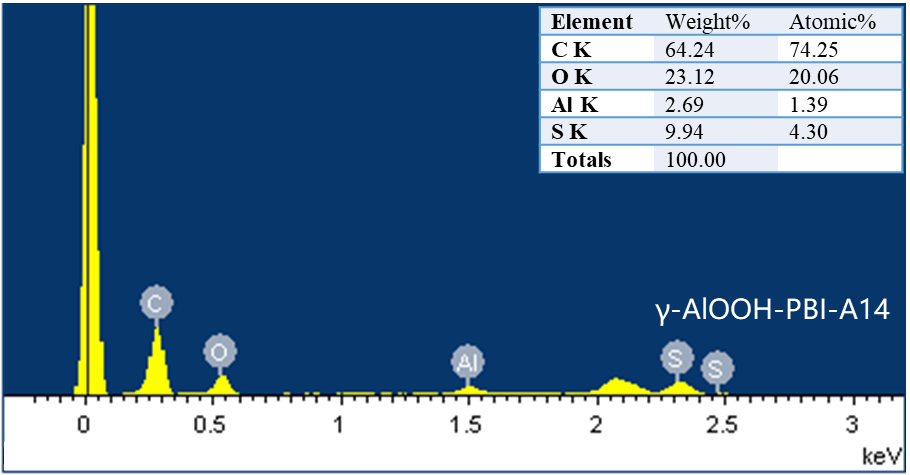 Element Weight% Atomic%
C K 64.24 74.25
O K 23.12 20.06
Al K 2.69 1.39
S K 9.94 4.30
Totals 100.00
γ-AlOOH-PBI-A14
C
O
Al
S
S
0 0.5 1 1.5 2 2.5 3
keV